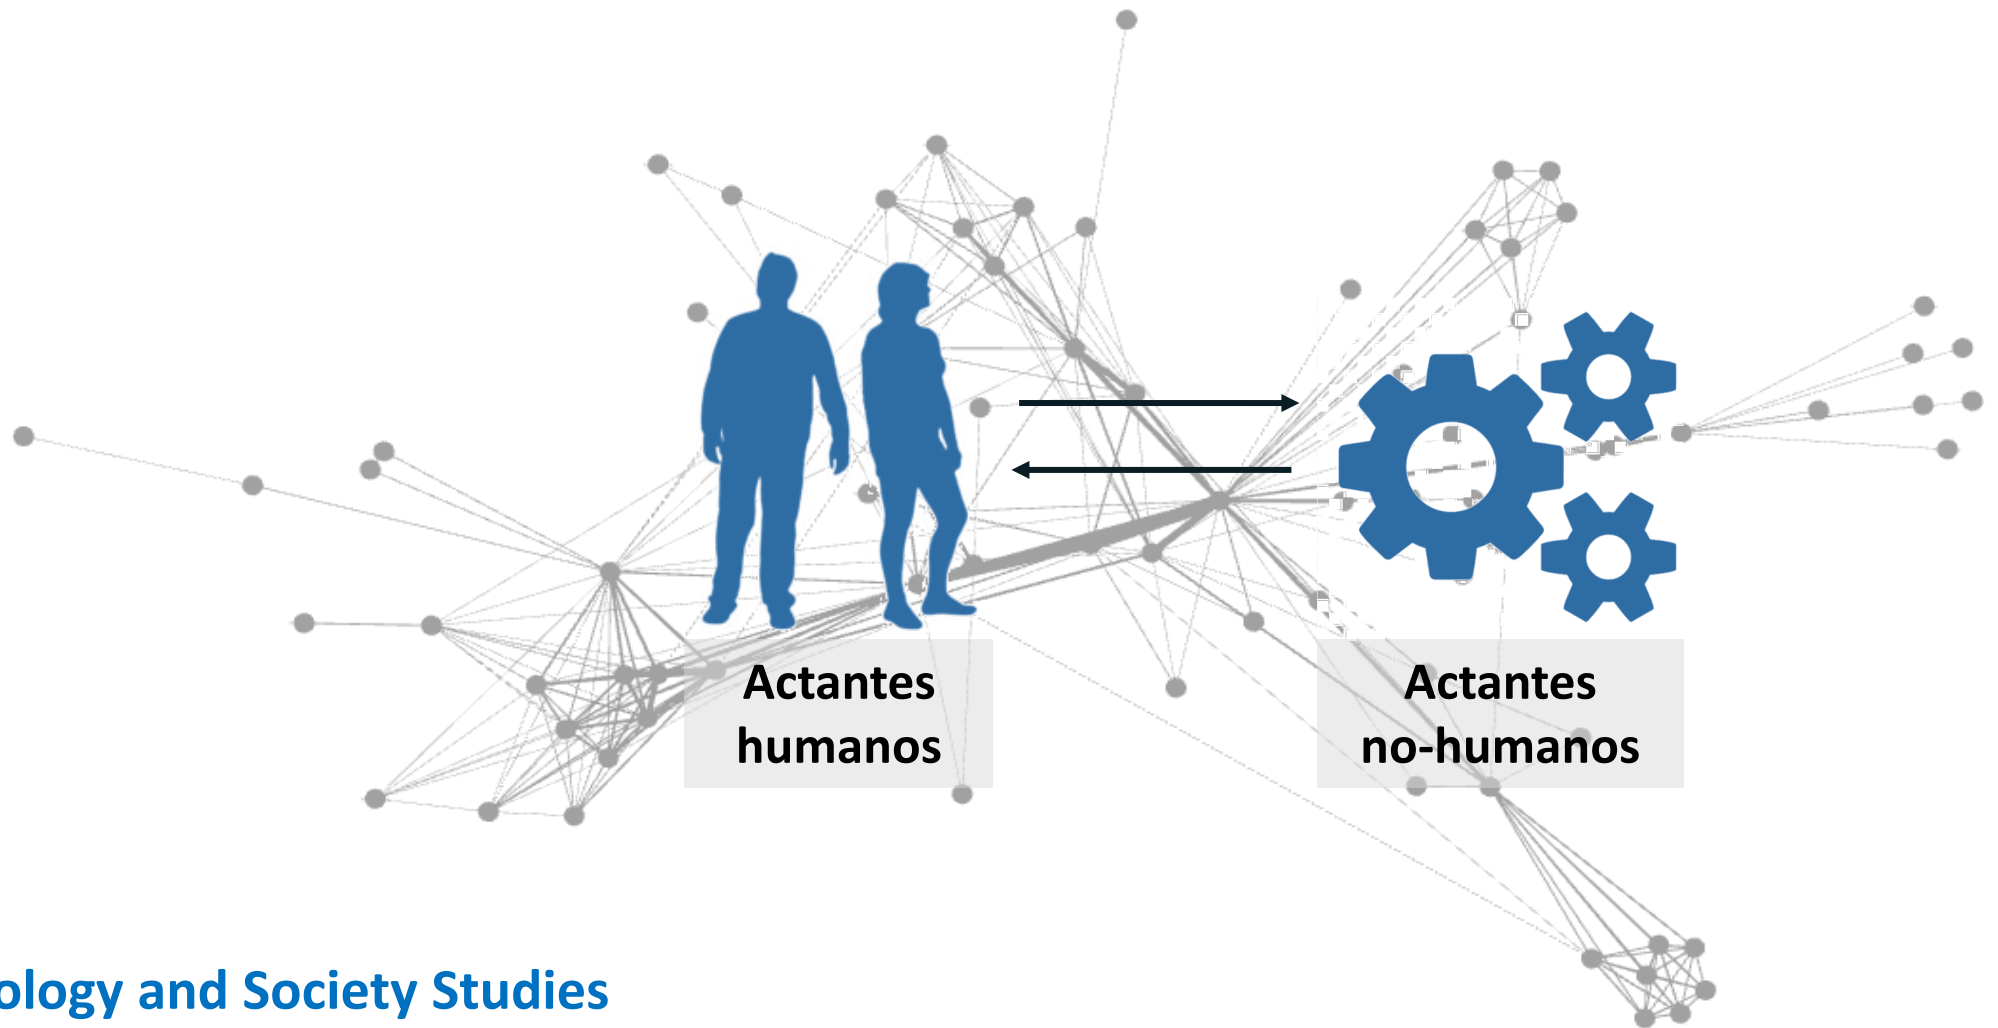 Actantes
humanos
Actantes
no-humanos
ology and Society Studies